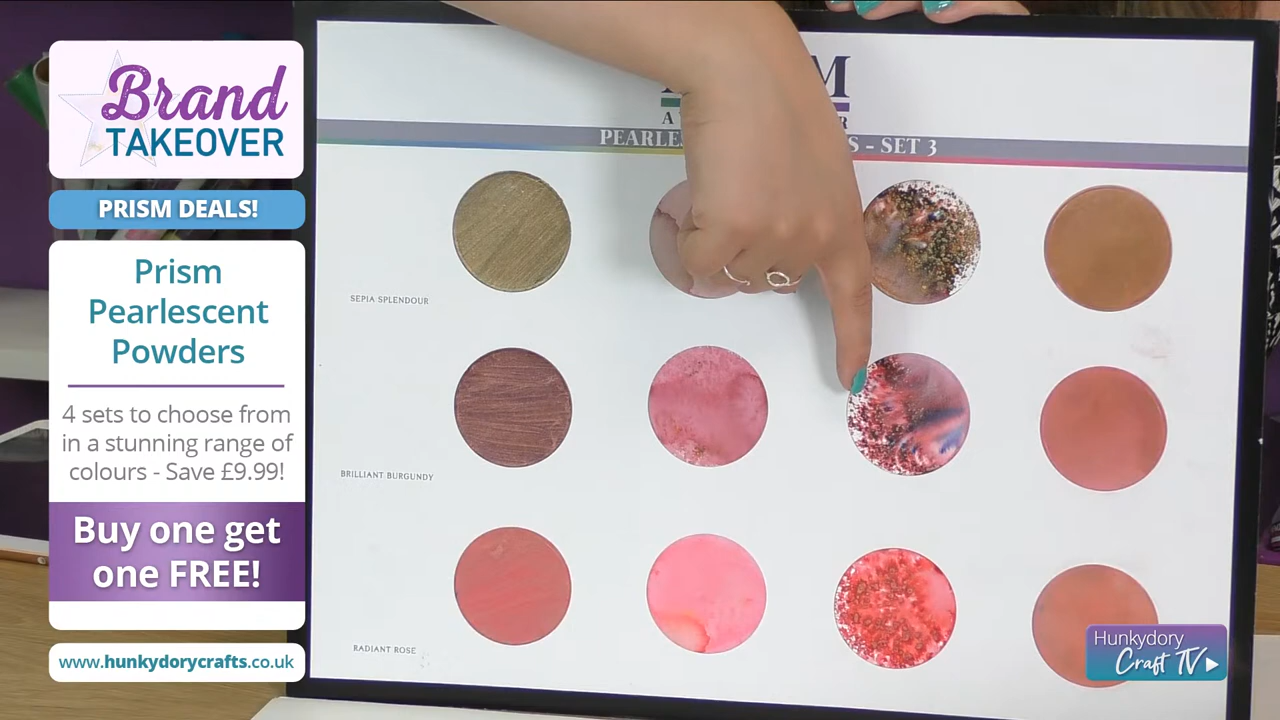 Brand
TAKEOVER
PRISM DEALS!
Prism
Pearlescent
Powders
4 sets to choose from
in a stunning range of
colours - Save £9.99!
Buy one get
one FREE!
www.hunkydorycrafts.co.uk
M
A
R
- SET 3
SEPIA SPLENDOUR
BRILLIANT BURGUNDY
RADIANT ROSE
Hunkydory
Craft TV